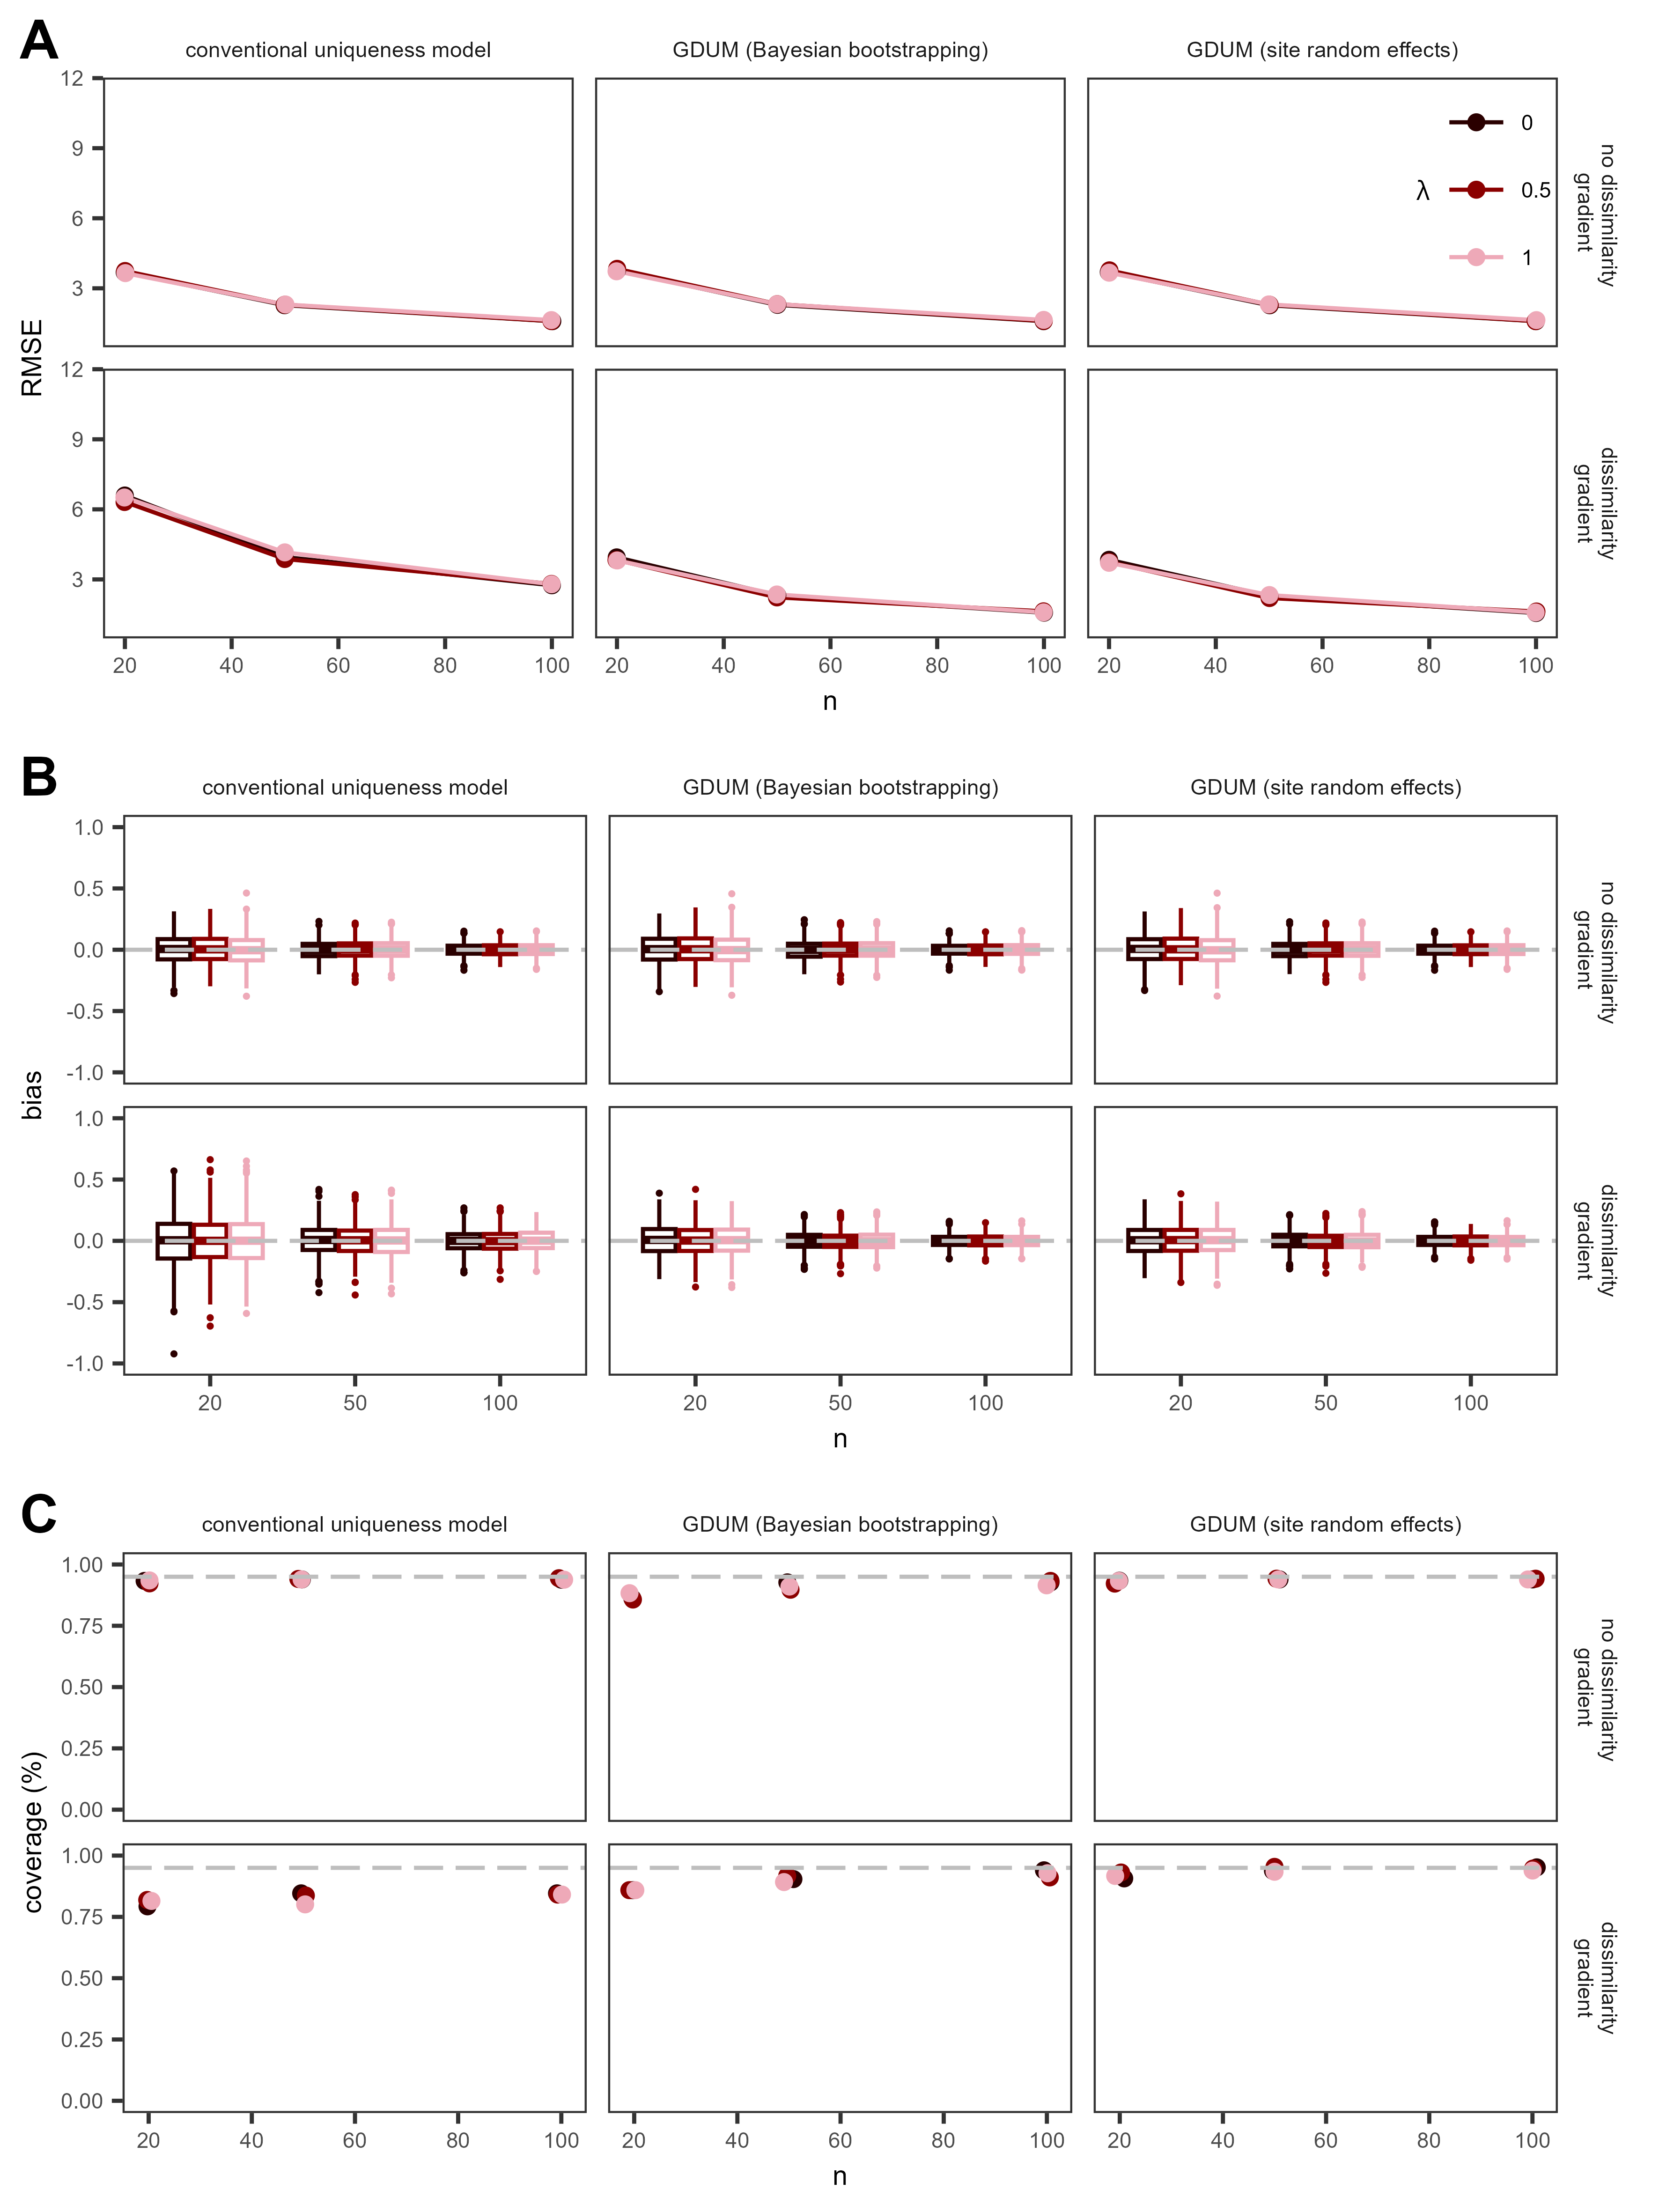 A
conventional uniqueness model
GDUM (Bayesian bootstrapping)
GDUM (site random effects)
12
9
6
3
0
λ
0.5
1
no dissimilarity
gradient
RMSE
12
9
6
3
dissimilarity
gradient
20 40 60 80 100
20 40 60 80 100
20 40 60 80 100
n
B
conventional uniqueness model
GDUM (Bayesian bootstrapping)
GDUM (site random effects)
1.0
0.5
0.0
-0.5
-1.0
no dissimilarity
gradient
bias
1.0
0.5
0.0
-0.5
-1.0
dissimilarity
gradient
20 50 100
20 50 100
20 50 100
n
C
conventional uniqueness model
GDUM (Bayesian bootstrapping)
GDUM (site random effects)
1.00
0.75
0.50
0.25
0.00
no dissimilarity
gradient
coverage (%)
1.00
0.75
0.50
0.25
0.00
dissimilarity
gradient
20 40 60 80 100
20 40 60 80 100
20 40 60 80 100
n